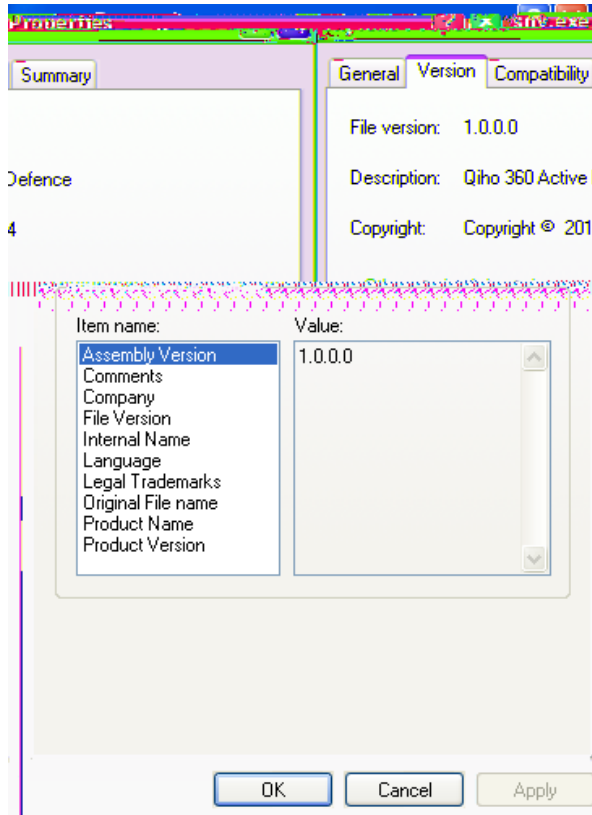 Properties
sms.exe
Summary
General Version Compatibility
File version: 1.0.0.0
Defence
Description: Qiho 360 Active
4
Copyright: Copyright © 201
Item name: Value:
Assembly Version 1.0.0.0
Comments
Company
File Version
Internal Name
Language
Legal Trademarks
Original File name
Product Name
Product Version
OK Cancel Apply